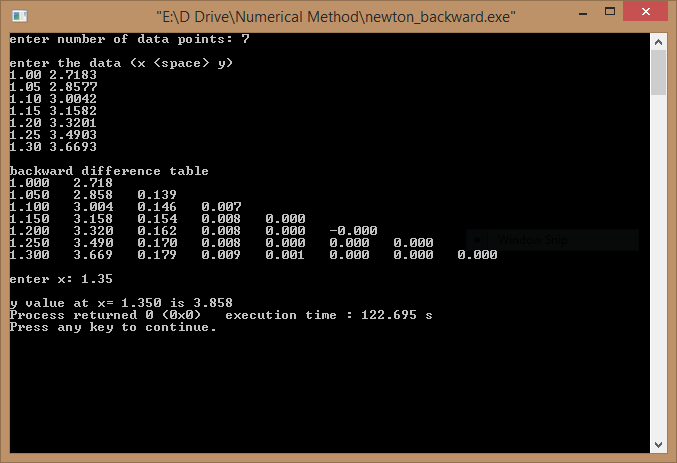 "E:\D Drive\Numerical Method\newton_backward.exe"
enter number of data points: 7
enter the data (x <space> y)
1.00 2.7183
1.05 2.8577
1.10 3.0042
1.15 3.1582
1.20 3.3201
1.25 3.4903
1.30 3.6693
backward difference table
1.000 2.718
1.050 2.858 0.139
1.100 3.004 0.146 0.007
1.150 3.158 0.154 0.008 0.000
1.200 3.320 0.162 0.008 0.000 -0.000
1.250 3.490 0.170 0.008 0.000 0.000 0.000
1.300 3.669 0.179 0.009 0.001 0.000 0.000 0.000
enter x: 1.35
y value at x= 1.350 is 3.858
Process returned 0 (0x0) execution time : 122.695 s
Press any key to continue.
Window Snip